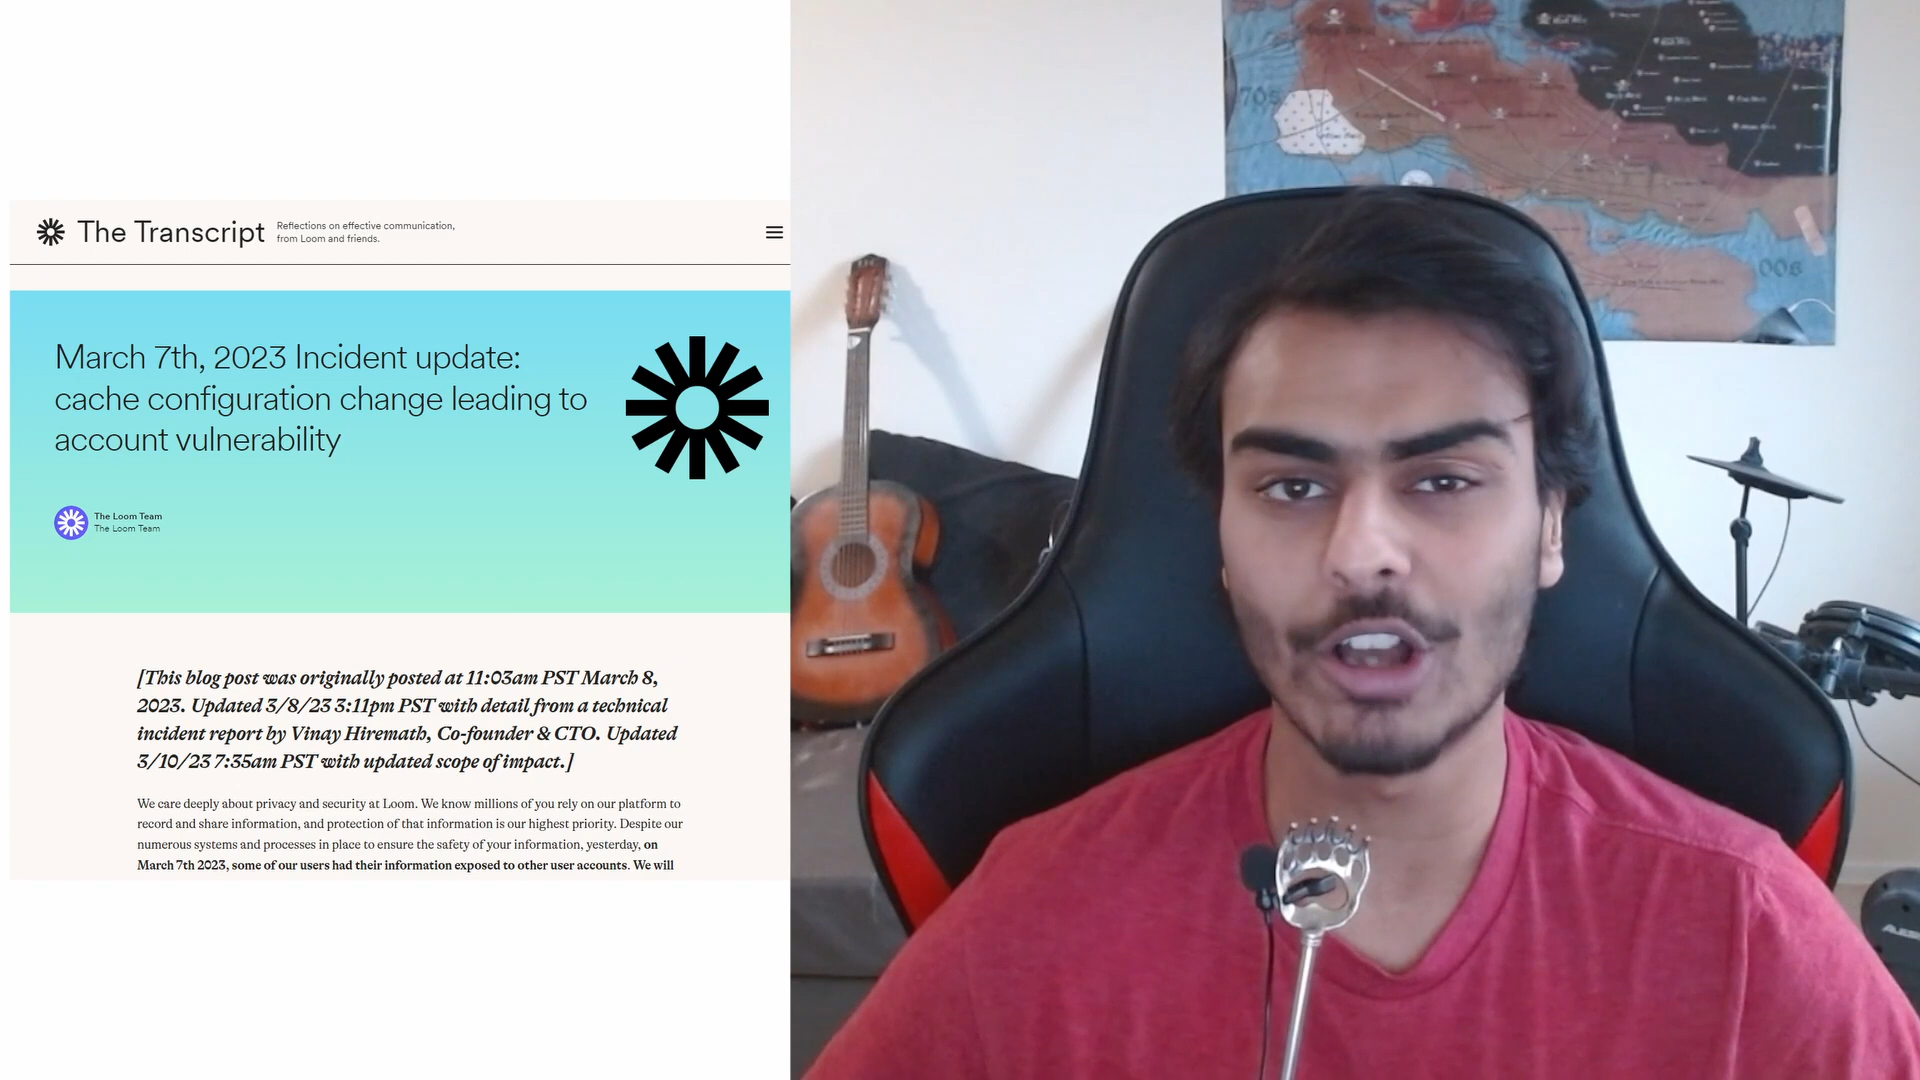 The Transcript
Reflections on effective communication,
from Loom and friends.
March 7th, 2023 Incident update:
cache configuration change leading to
account vulnerability
The Loom Team
The Loom Team
[This blog post was originally posted at 11:03am PST March 8,
2023. Updated 3/8/23 3:11pm PST with detail from a technical
incident report by Vinay Hiremath, Co-founder & CTO. Updated
3/10/23 7:35am PST with updated scope of impact.]
We care deeply about privacy and security at Loom. We know millions of you rely on our platform to
record and share information, and protection of that information is our highest priority. Despite our
numerous systems and processes in place to ensure the safety of your information, yesterday, on
March 7th 2023, some of our users had their information exposed to other user accounts. We will
70s
00s